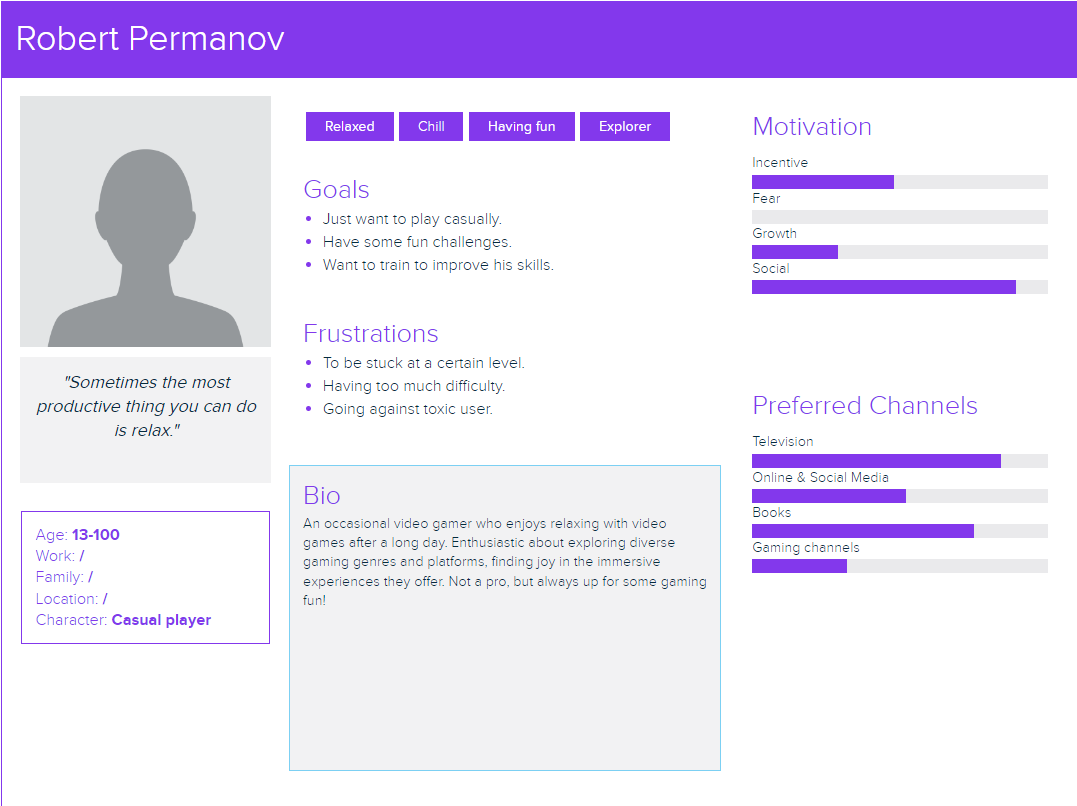 Robert Permanov
"Sometimes the most
productive thing you can do
is relax."
Age: 13-100
Work: /
Family: /
Location: /
Character: Casual player
Relaxed
Chill
Having fun
Explorer
Goals
Just want to play casually.
Have some fun challenges.
Want to train to improve his skills.
Frustrations
To be stuck at a certain level.
Having too much difficulty.
Going against toxic user.
Bio
An occasional video gamer who enjoys relaxing with video
games after a long day. Enthusiastic about exploring diverse
gaming genres and platforms, finding joy in the immersive
experiences they offer. Not a pro, but always up for some gaming
fun!
Motivation
Incentive
Fear
Growth
Social
Preferred Channels
Television
Online & Social Media
Books
Gaming channels